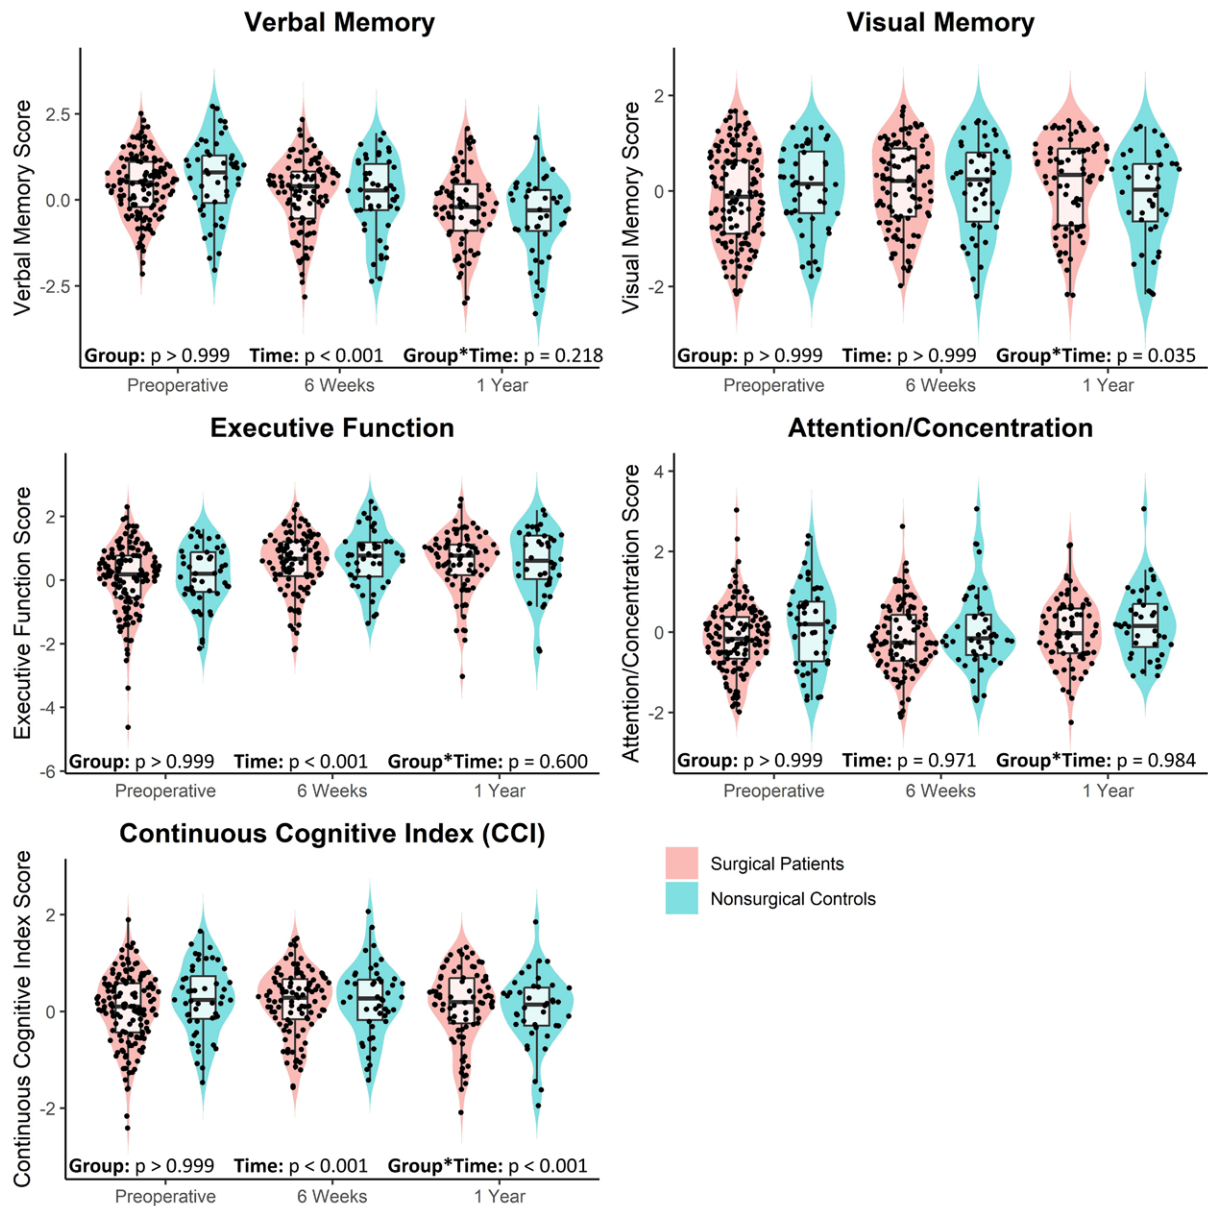 Verbal Memory
Verbal Memory Score
2.5
0.0
-2.5
Group: p > 0.999 Time: p < 0.001 Group*Time: p = 0.218
Preoperative 6 Weeks 1 Year
Visual Memory
Visual Memory Score
2
0
-2
Group: p > 0.999 Time: p > 0.999 Group*Time: p = 0.035
Preoperative 6 Weeks 1 Year
Executive Function
Executive Function Score
2
0
-2
-4
-6
Group: p > 0.999 Time: p < 0.001 Group*Time: p = 0.600
Preoperative 6 Weeks 1 Year
Attention/Concentration
Attention/Concentration Score
4
2
0
-2
Group: p > 0.999 Time: p = 0.971 Group*Time: p = 0.984
Preoperative 6 Weeks 1 Year
Continuous Cognitive Index (CCI)
Continuous Cognitive Index Score
2
0
-2
Group: p > 0.999 Time: p < 0.001 Group*Time: p < 0.001
Preoperative 6 Weeks 1 Year
Surgical Patients
Nonsurgical Controls